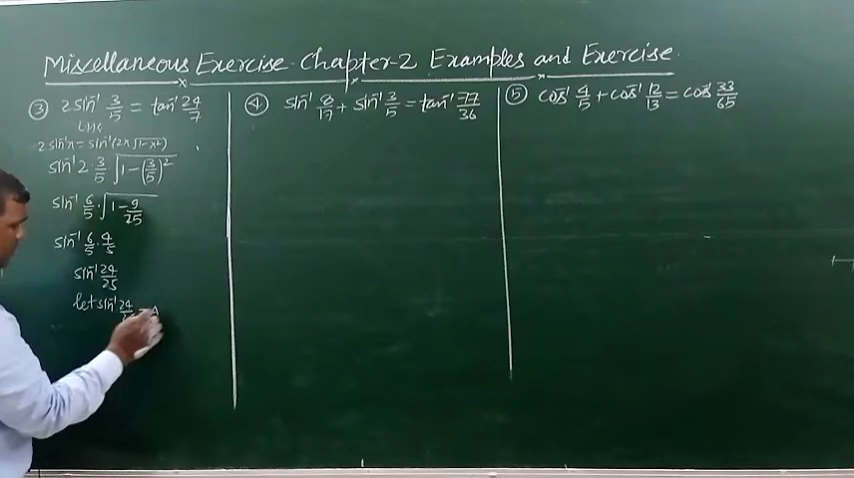 Miscellaneous Exercise Chapter-2 Examples and Exercise.
③ 2 sin⁻¹ 3/5 = tan⁻¹ 24/7
LHS
2 sin⁻¹x = sin⁻¹(2x √1-x²)
sin⁻¹ 2·3/5 √1-(3/5)²
sin⁻¹ 6/5·√1-9/25
sin⁻¹ 6/5·4/5
sin⁻¹ 24/25
let sin⁻¹ 24/
④ sin⁻¹ 8/17 + sin⁻¹ 3/5 = tan⁻¹ 77/36
⑤ cos⁻¹ 4/5 + cos⁻¹ 12/13 = cos⁻¹ 33/65